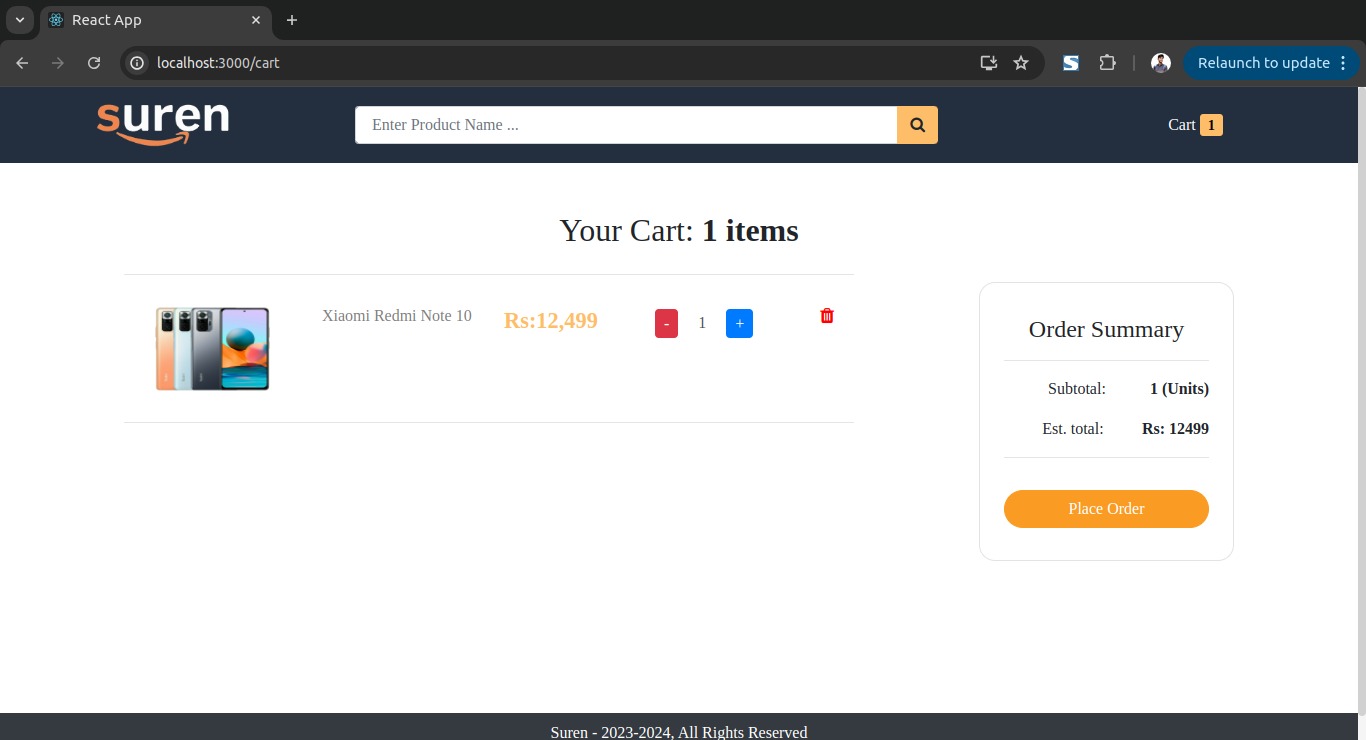 React App
localhost:3000/cart
Relaunch to update
suren
Enter Product Name ...
Cart 1
Your Cart: 1 items
Xiaomi Redmi Note 10
Rs:12,499
- 1 +
Order Summary
Subtotal: 1 (Units)
Est. total: Rs: 12499
Place Order
Suren - 2023-2024, All Rights Reserved